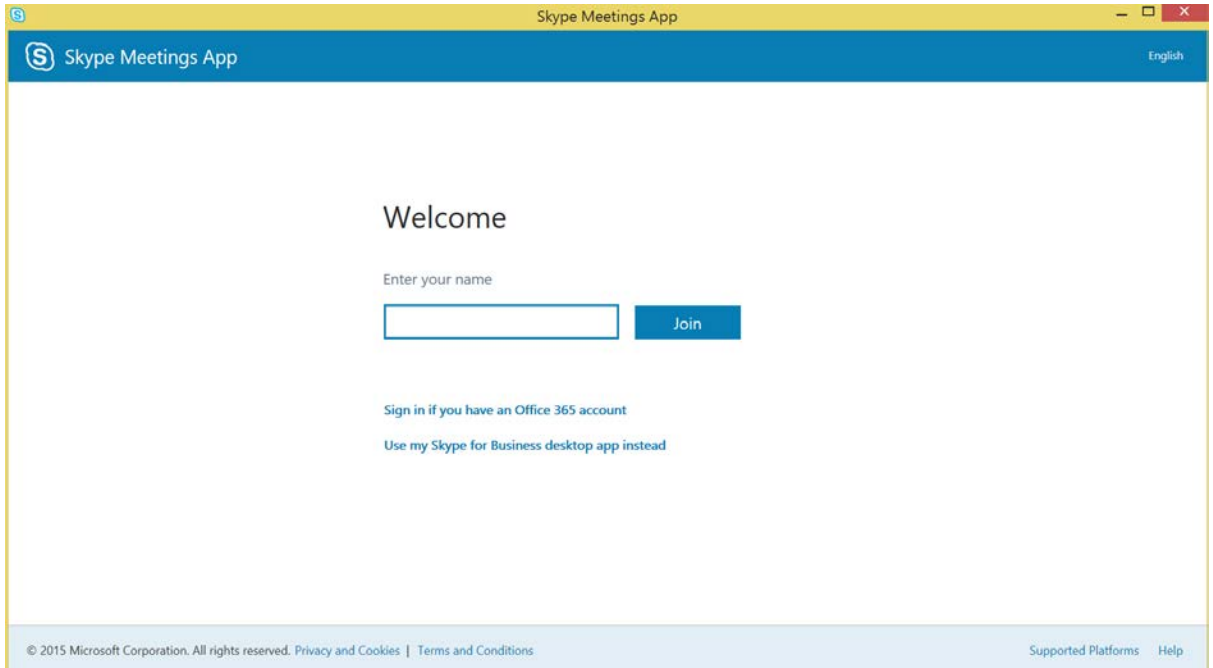 Skype Meetings App
Skype Meetings App
English
Welcome
Enter your name
Join
Sign in if you have an Office 365 account
Use my Skype for Business desktop app instead
© 2015 Microsoft Corporation. All rights reserved. Privacy and Cookies | Terms and Conditions
Supported Platforms Help